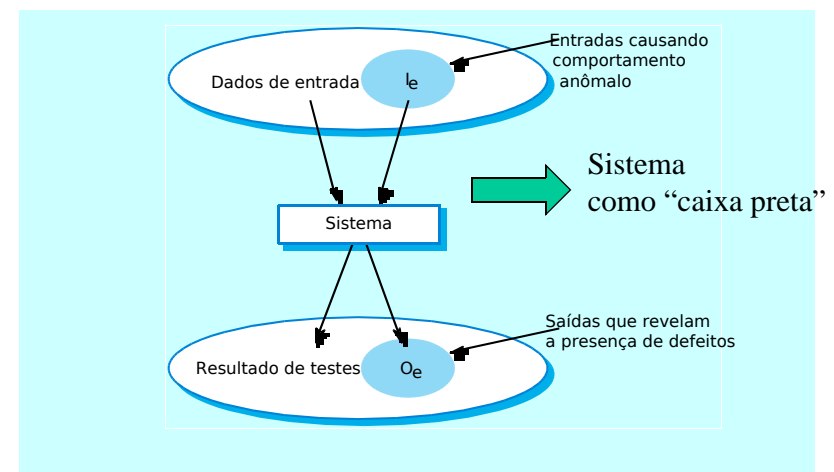 Entradas causando
comportamento
anômalo
Dados de entrada
Ie
Sistema
como “caixa preta”
Sistema
Saídas que revelam
a presença de defeitos
Resultado de testes
Oe